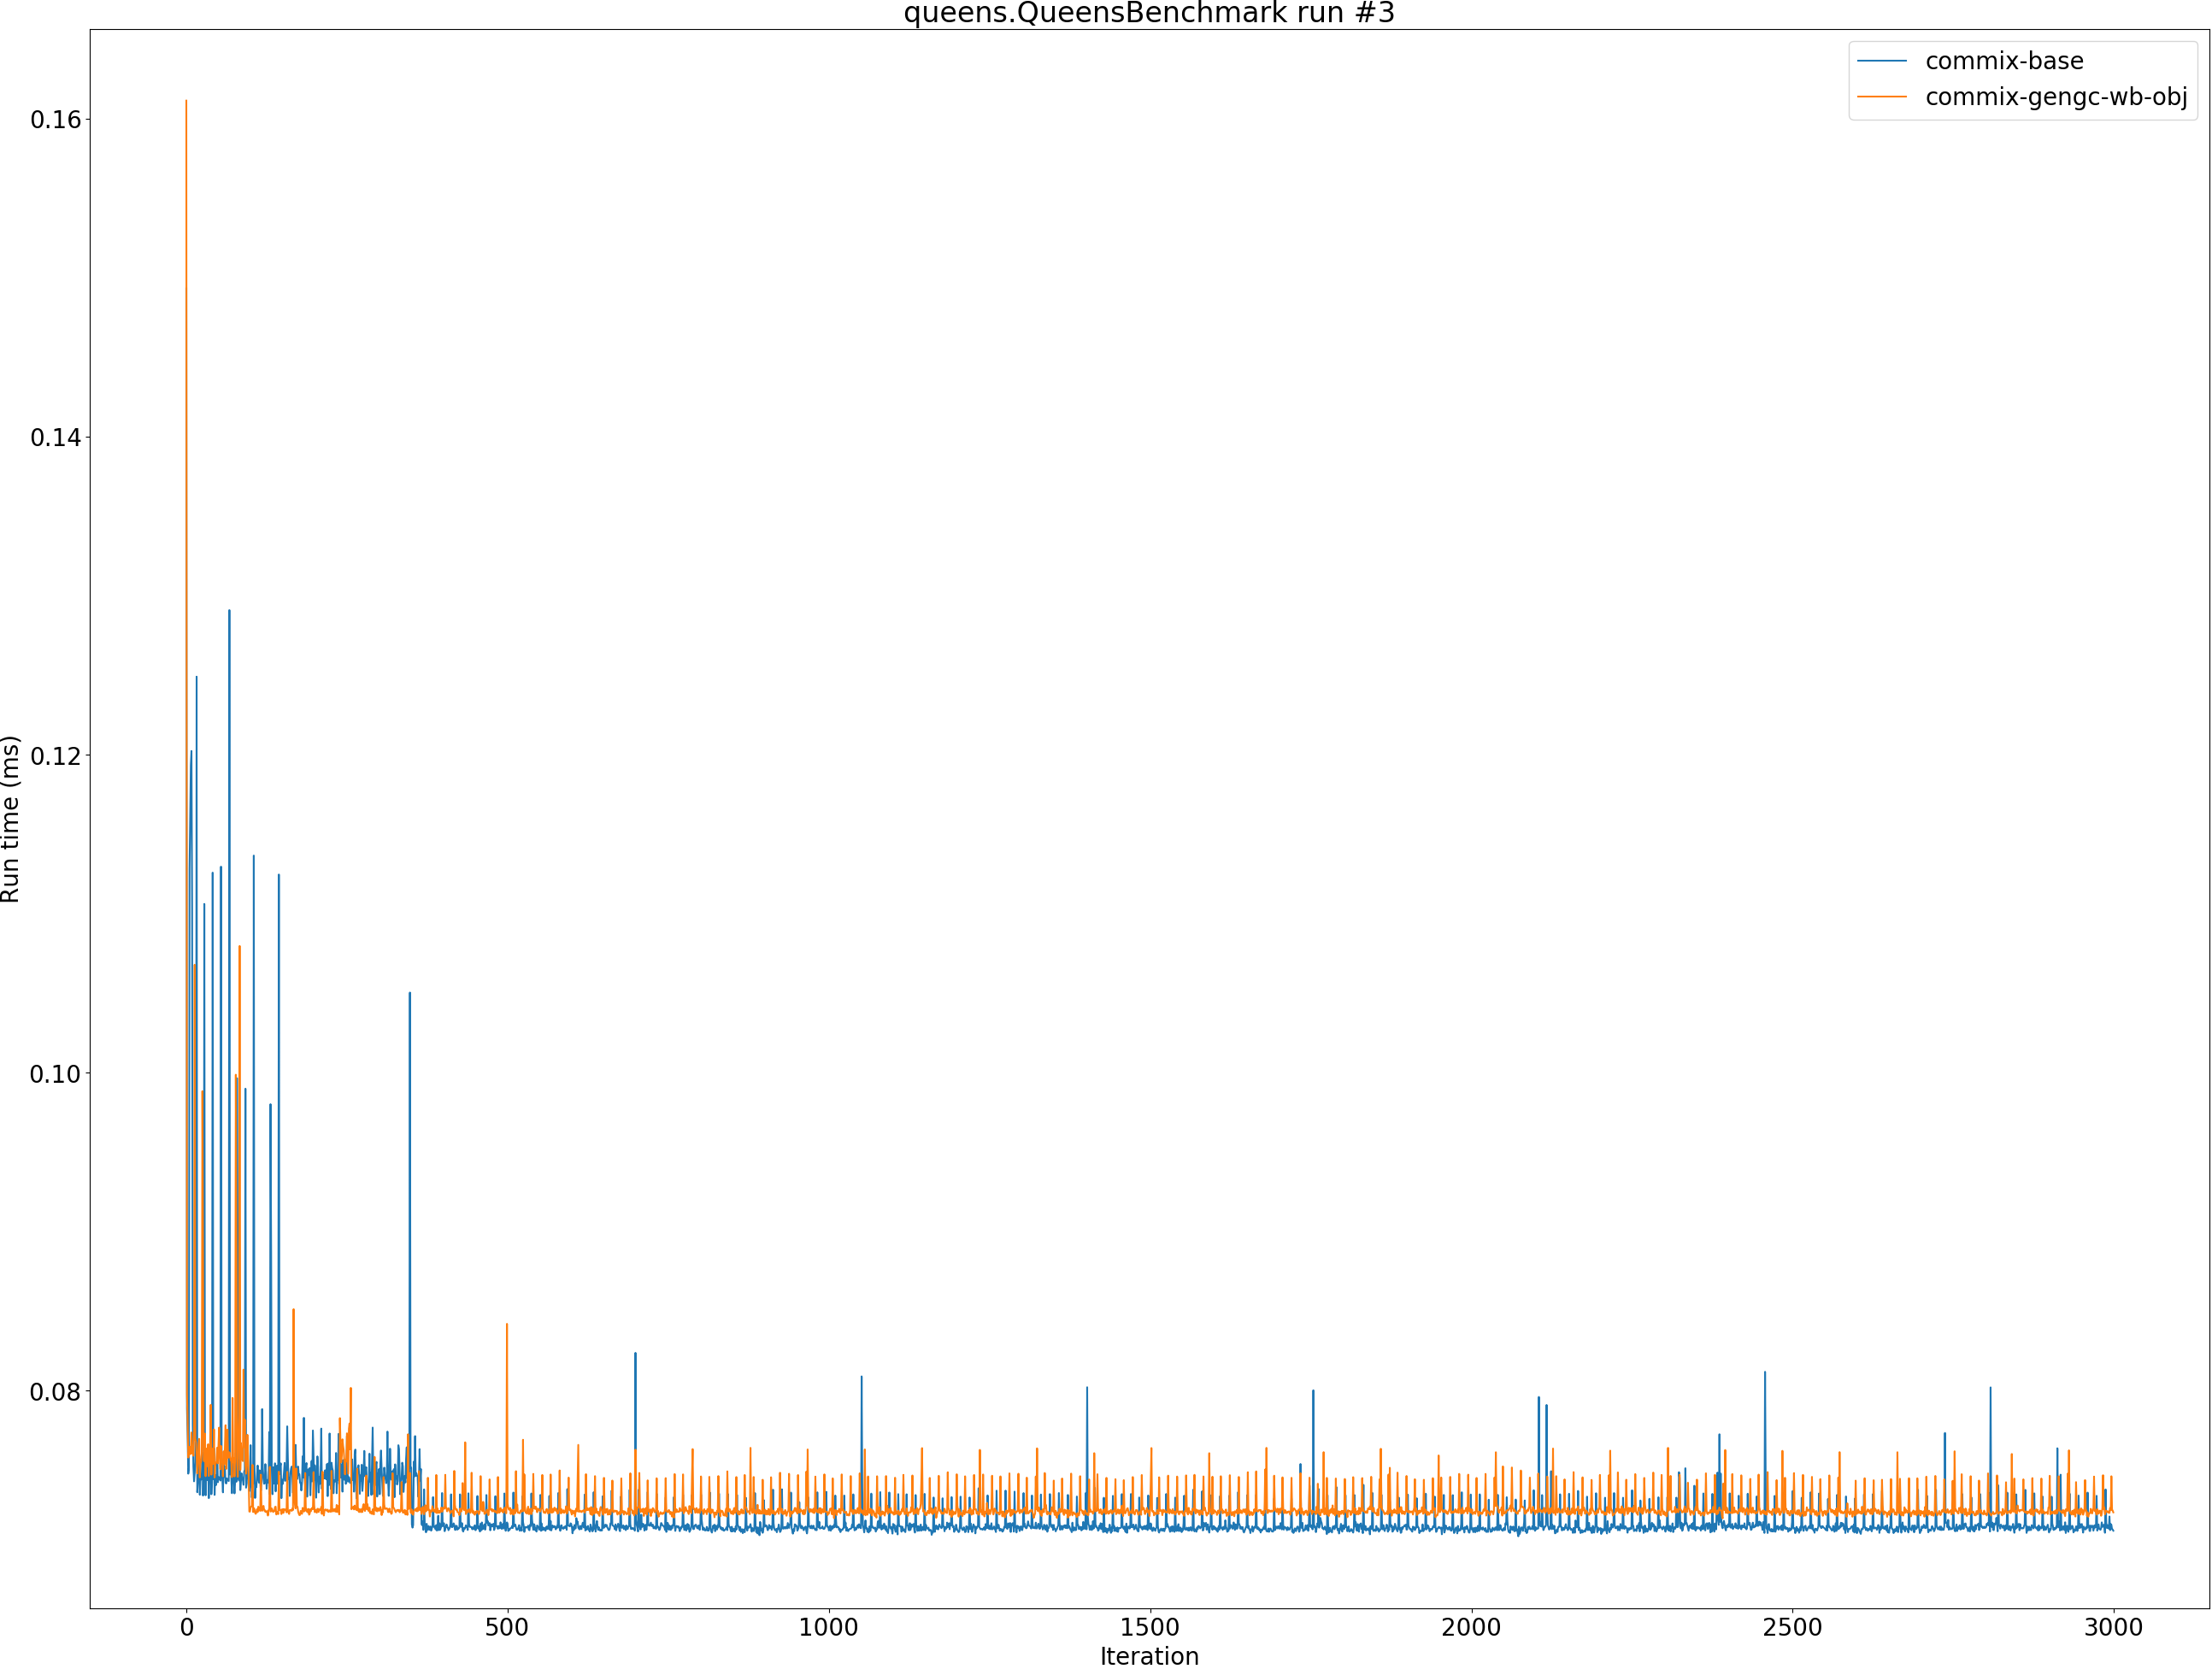 queens.QueensBenchmark run #3
commix-base
commix-gengc-wb-obj
Run time (ms)
0.16
0.14
0.12
0.10
0.08
0
500
1000
1500
2000
2500
3000
Iteration